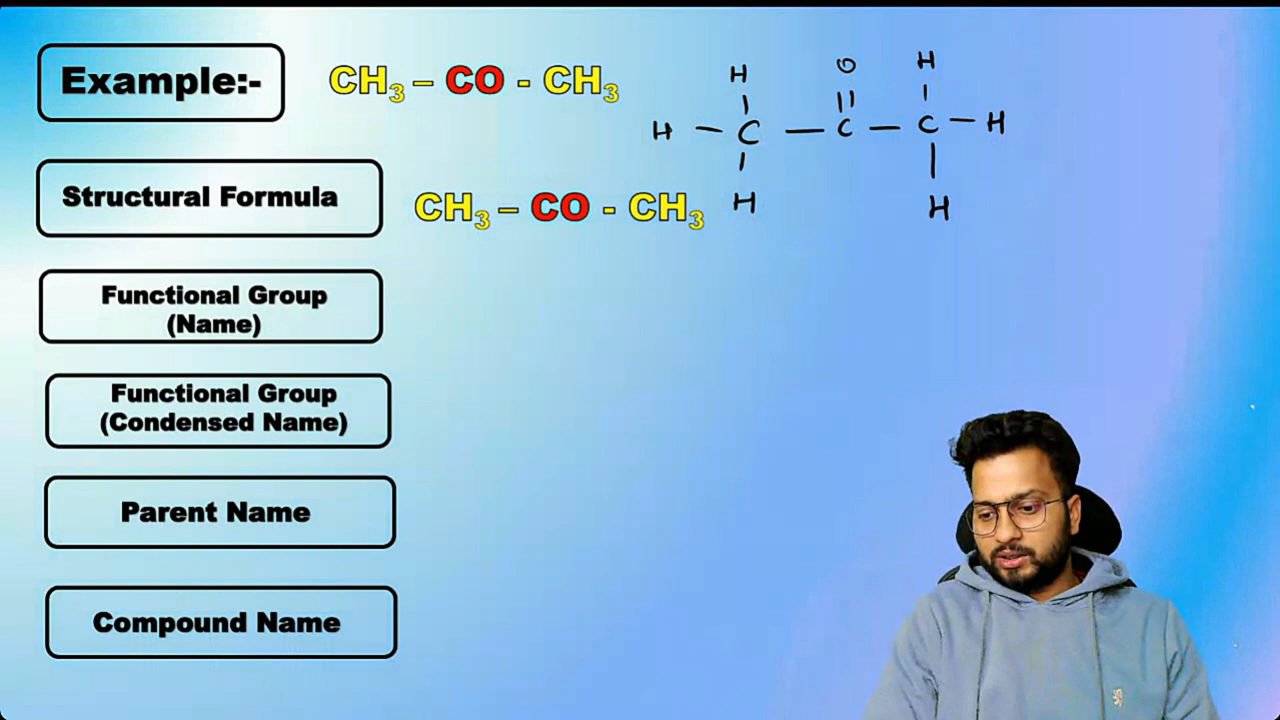 Example:-
CH₃ – CO - CH₃
H O H
H – C – C – C – H
H H
Structural Formula
CH₃ – CO - CH₃
Functional Group
(Name)
Functional Group
(Condensed Name)
Parent Name
Compound Name